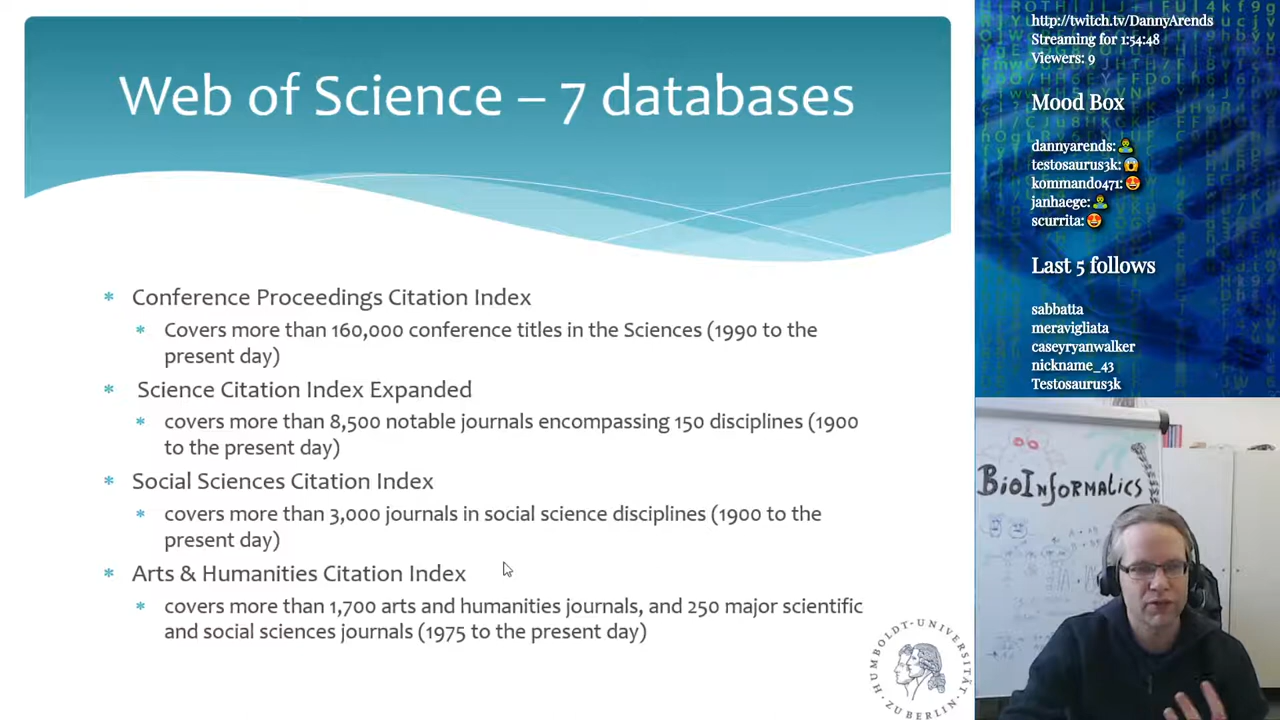 Web of Science – 7 databases
* Conference Proceedings Citation Index
* Covers more than 160,000 conference titles in the Sciences (1990 to the
present day)
* Science Citation Index Expanded
* covers more than 8,500 notable journals encompassing 150 disciplines (1900
to the present day)
* Social Sciences Citation Index
* covers more than 3,000 journals in social science disciplines (1900 to the
present day)
* Arts & Humanities Citation Index
* covers more than 1,700 arts and humanities journals, and 250 major scientific
and social sciences journals (1975 to the present day)
HUMBOLDT-UNIVERSITÄT
ZU BERLIN
http://twitch.tv/DannyArends
Streaming for 1:54:48
Viewers: 9
Mood Box
dannyarends: 🤷‍♂️
testosaurus3k: 😱
kommando471: 🤩
janhaege: 🤷‍♂️
scurrita: 🤩
Last 5 follows
sabbatta
meravigliata
caseyryanwalker
nickname_43
Testosaurus3k
BioInformatics